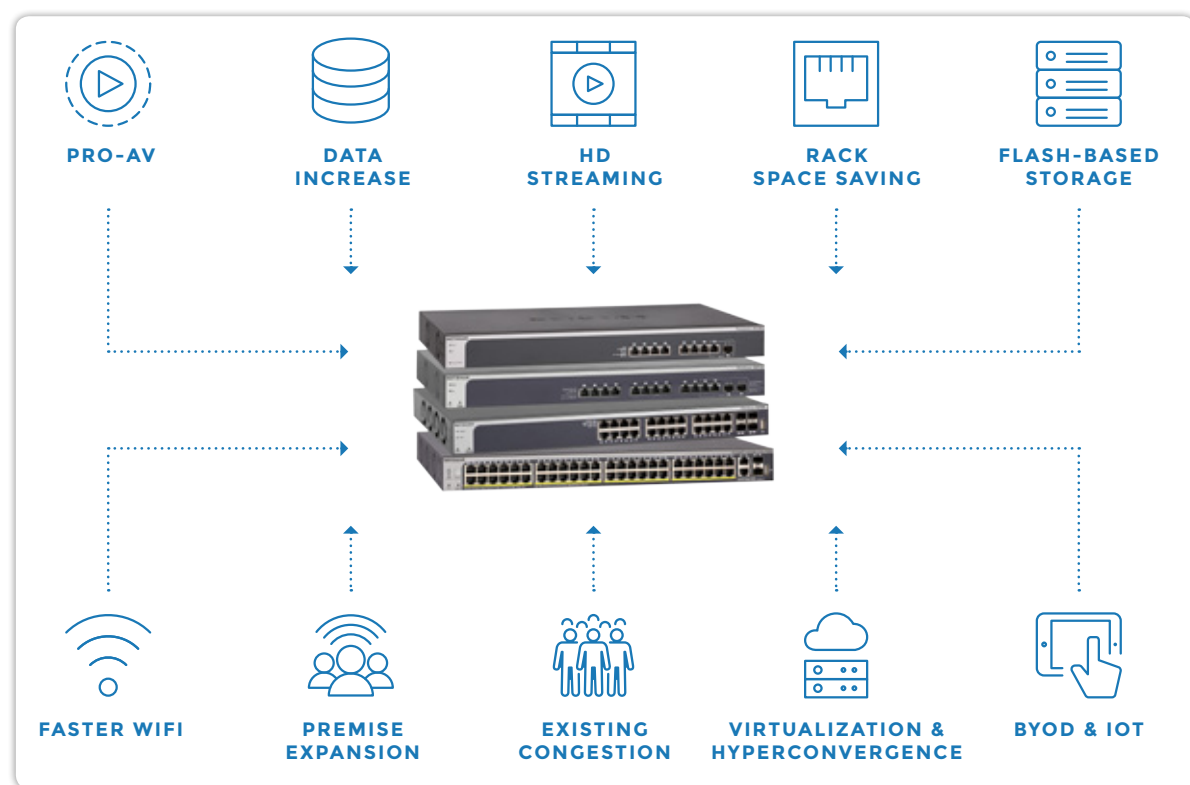 PRO-AV
DATA
INCREASE
HD
STREAMING
RACK
SPACE SAVING
FLASH-BASED
STORAGE
FASTER WIFI
PREMISE
EXPANSION
EXISTING
CONGESTION
VIRTUALIZATION &
HYPERCONVERGENCE
BYOD & IOT